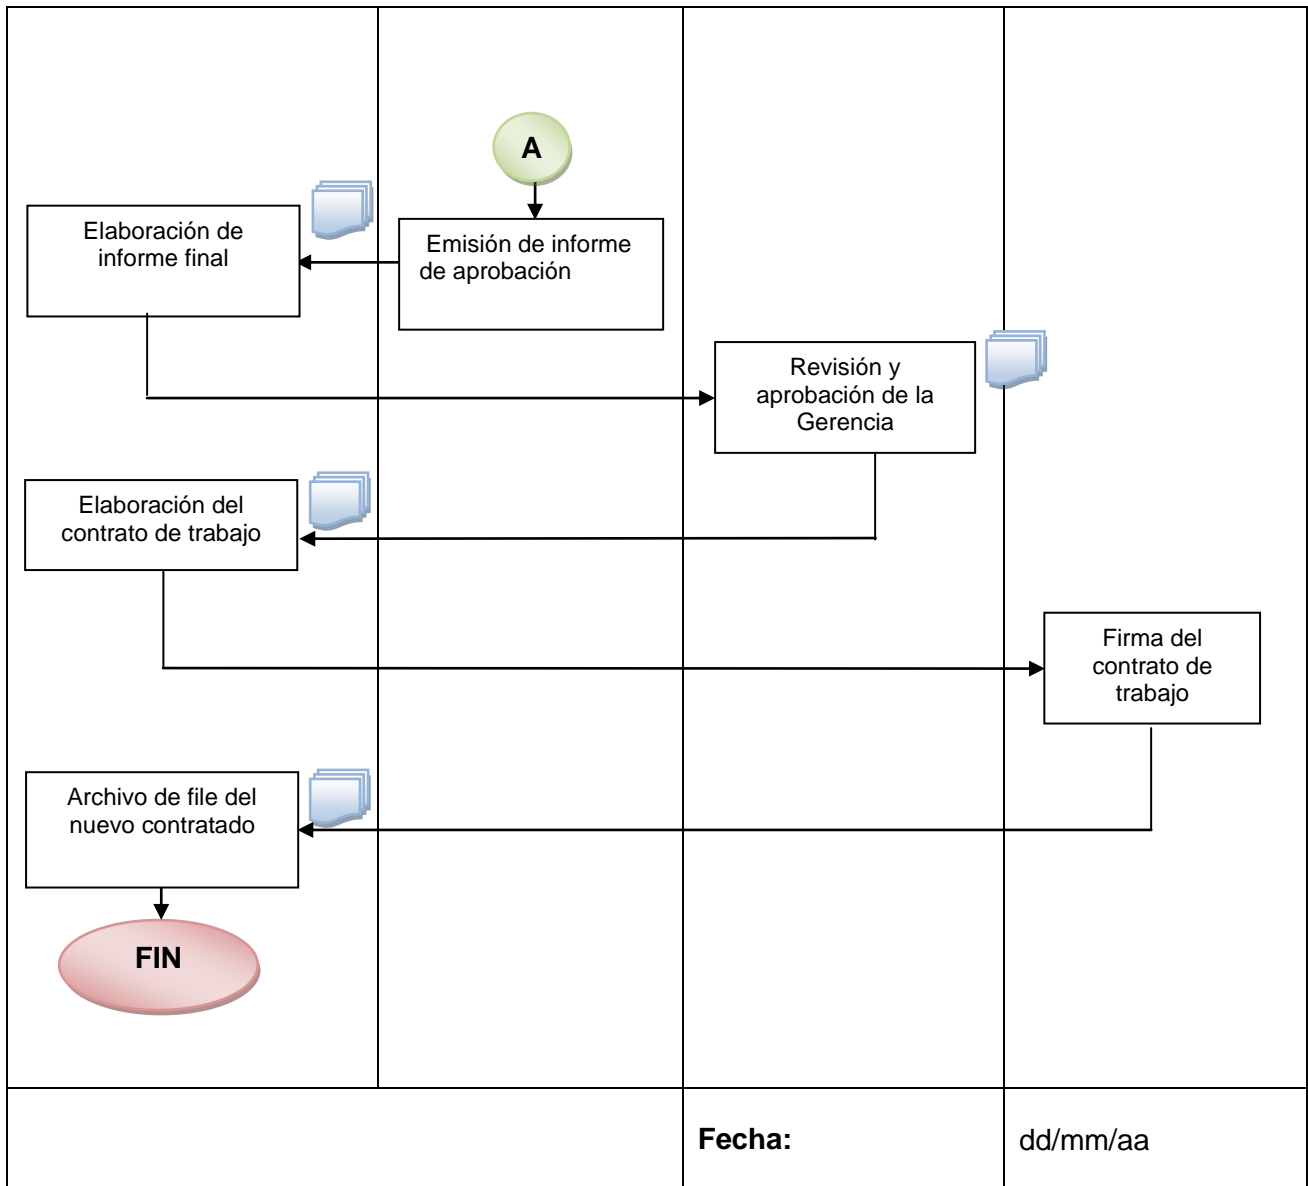 A
Emisión de informe
de aprobación
Elaboración de
informe final
Revisión y
aprobación de la
Gerencia
Elaboración del
contrato de trabajo
Firma del
contrato de
trabajo
Archivo de file del
nuevo contratado
FIN
Fecha:
dd/mm/aa